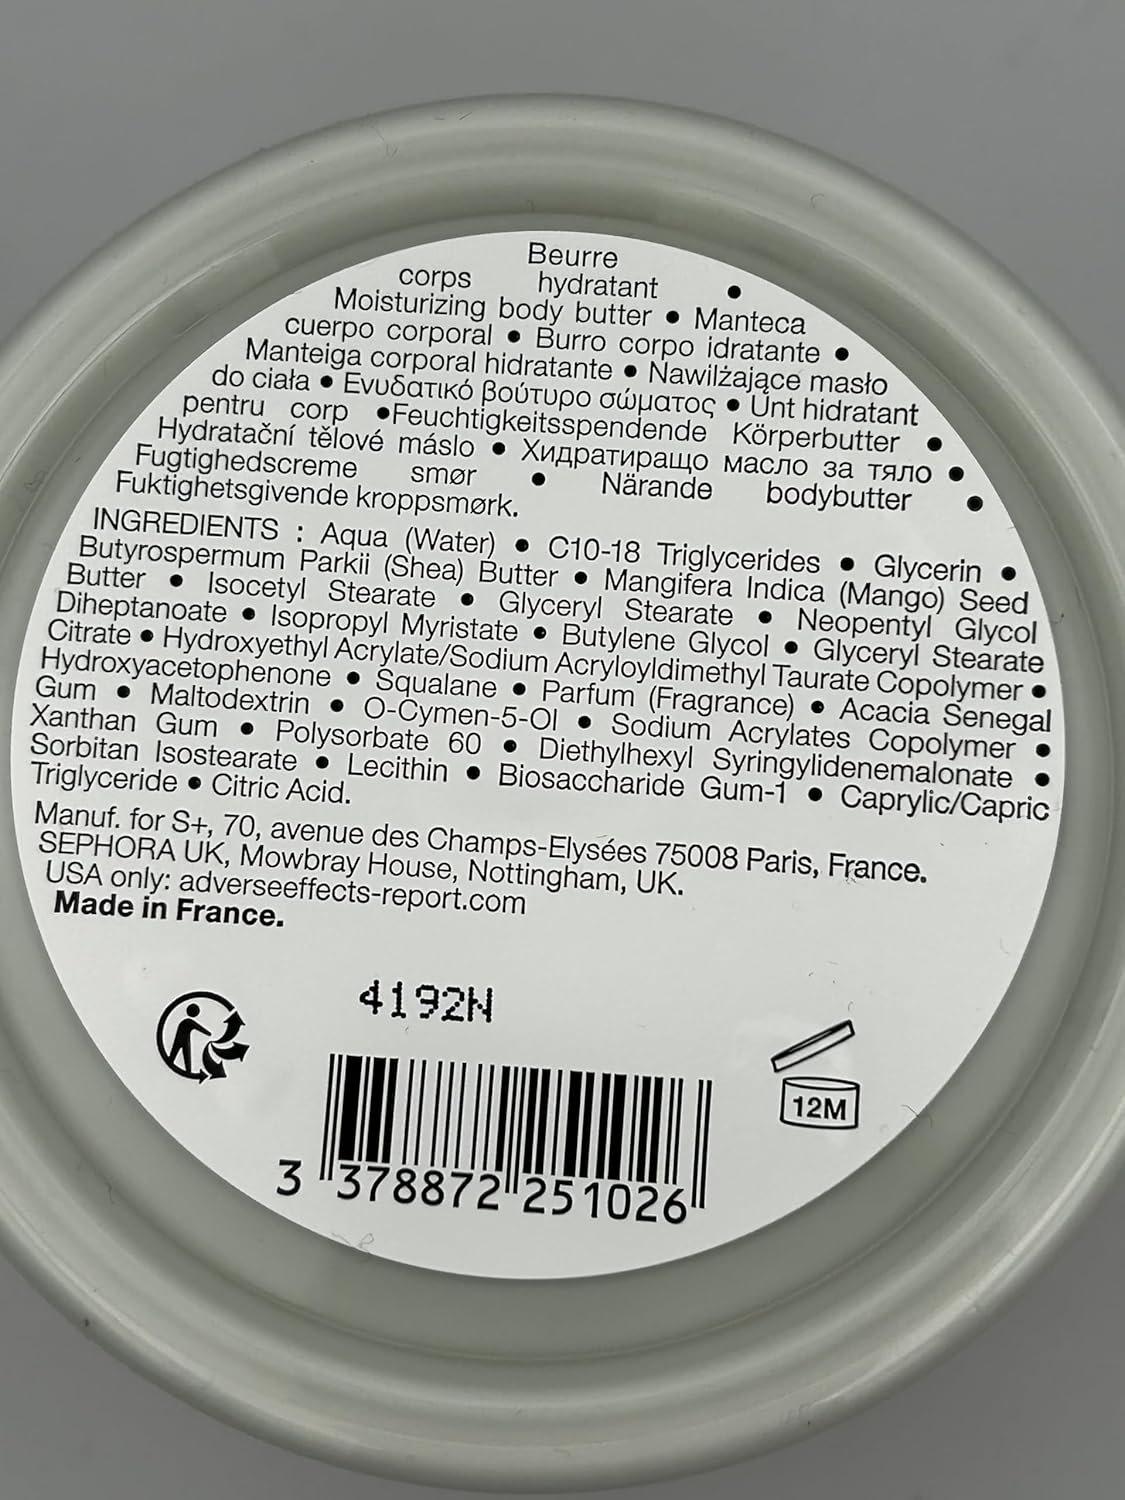 Beurre
corps hydratant •
Moisturizing body butter • Manteca
cuerpo corporal • Burro corpo idratante •
Manteiga corporal hidratante • Nawilżające masło
do ciała • Ενυδατικό βούτυρο σώματος • Unt hidratant
pentru corp •Feuchtigkeitsspendende Körperbutter •
Hydratační tělové máslo • Хидратиращо масло за тяло •
Fugtighedscreme smør • Närande bodybutter •
Fuktighetsgivende kroppsmørk.
INGREDIENTS : Aqua (Water) • C10-18 Triglycerides • Glycerin •
Butyrospermum Parkii (Shea) Butter • Mangifera Indica (Mango) Seed
Butter • Isocetyl Stearate • Glyceryl Stearate • Neopentyl Glycol
Diheptanoate • Isopropyl Myristate • Butylene Glycol • Glyceryl Stearate
Citrate • Hydroxyethyl Acrylate/Sodium Acryloyldimethyl Taurate Copolymer •
Hydroxyacetophenone • Squalane • Parfum (Fragrance) • Acacia Senegal
Gum • Maltodextrin • O-Cymen-5-Ol • Sodium Acrylates Copolymer •
Xanthan Gum • Polysorbate 60 • Diethylhexyl Syringylidenemalonate •
Sorbitan Isostearate • Lecithin • Biosaccharide Gum-1 • Caprylic/Capric
Triglyceride • Citric Acid.
Manuf. for S+, 70, avenue des Champs-Elysées 75008 Paris, France.
SEPHORA UK, Mowbray House, Nottingham, UK.
USA only: adverseeffects-report.com
Made in France.
4192N
12M
3 378872 251026